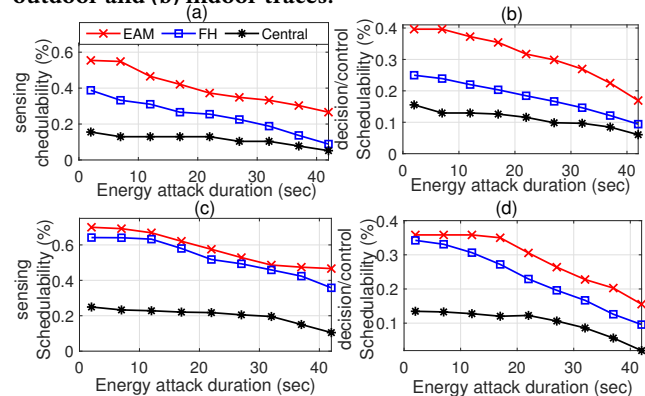 outdoor and (b) indoor traces.
(a)
EAM FH Central
sensing
chedulability (%)
0.6
0.4
0.2
0
0 10 20 30 40
Energy attack duration (sec)
(b)
decision/control
Schedulability (%)
0.4
0.3
0.2
0.1
0
0 10 20 30 40
Energy attack duration (sec)
(c)
sensing
Schedulability (%)
0.6
0.4
0.2
0
0 10 20 30 40
Energy attack duration (sec)
(d)
decision/control
Schedulability (%)
0.4
0.3
0.2
0.1
0 10 20 30 40
Energy attack duration (sec)